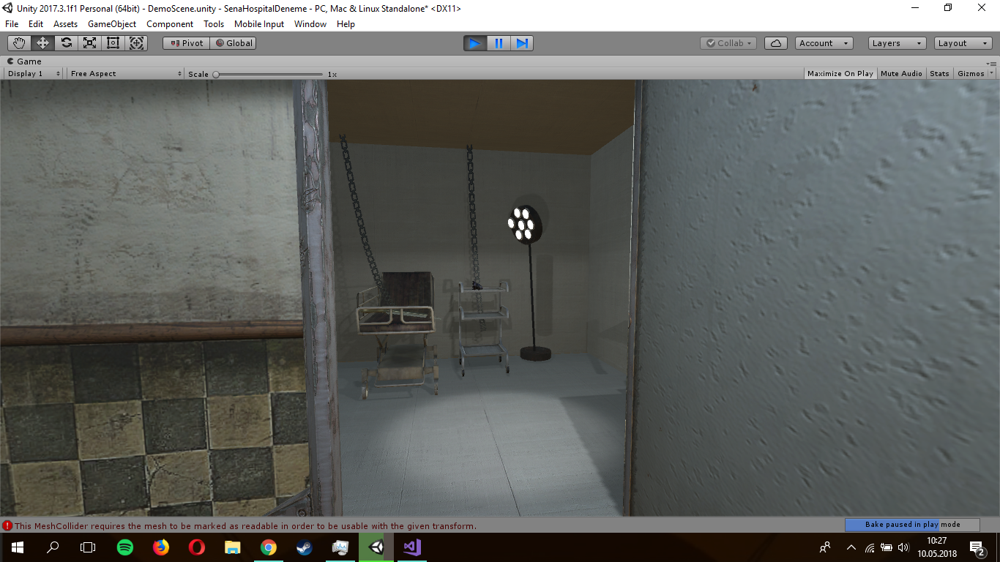 Unity 2017.3.1f1 Personal (64bit) - DemoScene.unity - SenaHospitalDeneme - PC, Mac & Linux Standalone* <DX11>
File Edit Assets GameObject Component Tools Mobile Input Window Help
Pivot Global Collab Account Layers Layout
Game
Display 1 Free Aspect Scale 1x Maximize On Play Mute Audio Stats Gizmos
This MeshCollider requires the mesh to be marked as readable in order to be usable with the given transform.
Bake paused in play mode
10:27
10.05.2018
2